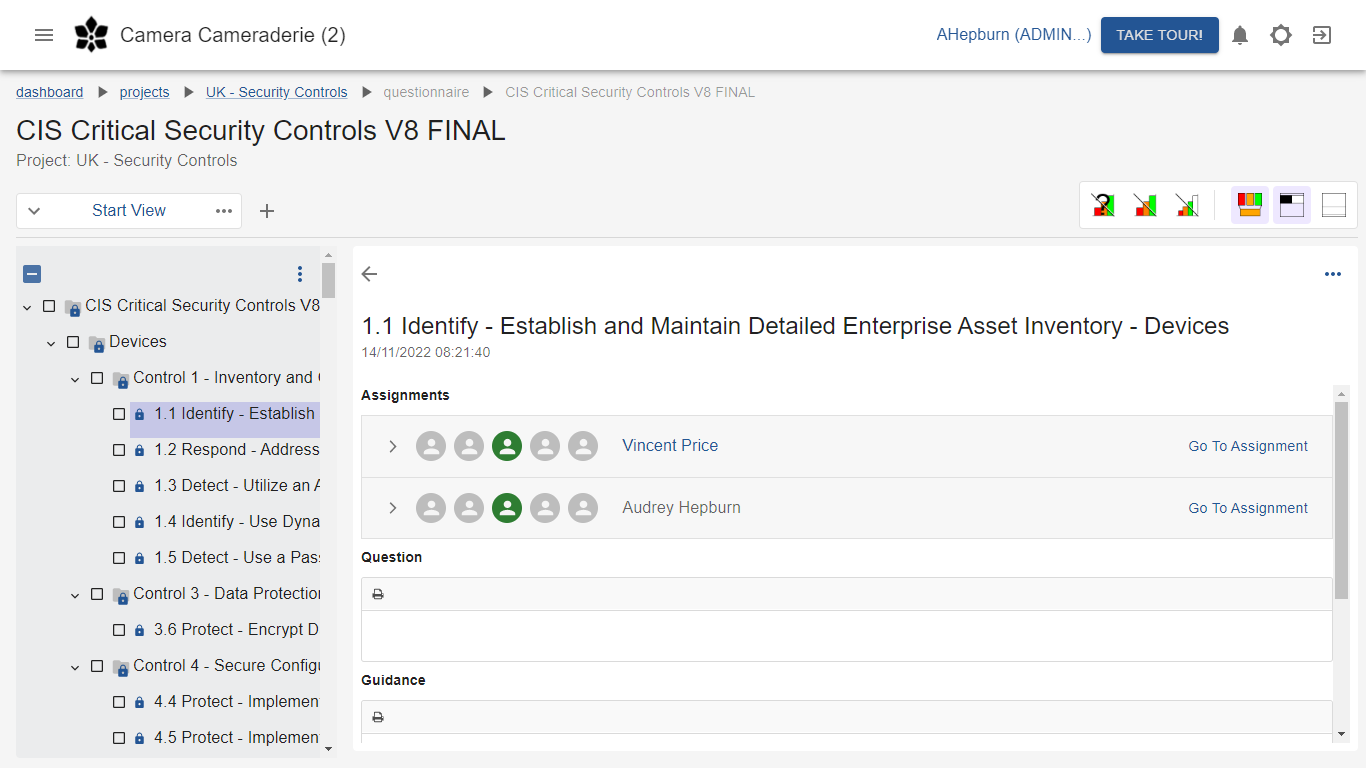 Camera Cameraderie (2)
AHepburn (ADMIN...)
TAKE TOUR!
dashboard
projects
UK - Security Controls
questionnaire
CIS Critical Security Controls V8 FINAL
CIS Critical Security Controls V8 FINAL
Project: UK - Security Controls
Start View
CIS Critical Security Controls V8
Devices
Control 1 - Inventory and
1.1 Identify - Establish
1.2 Respond - Address
1.3 Detect - Utilize an A
1.4 Identify - Use Dyna
1.5 Detect - Use a Pas
Control 3 - Data Protection
3.6 Protect - Encrypt D
Control 4 - Secure Configu
4.4 Protect - Implemen
4.5 Protect - Implemen
1.1 Identify - Establish and Maintain Detailed Enterprise Asset Inventory - Devices
14/11/2022 08:21:40
Assignments
Vincent Price
Go To Assignment
Audrey Hepburn
Go To Assignment
Question
Guidance